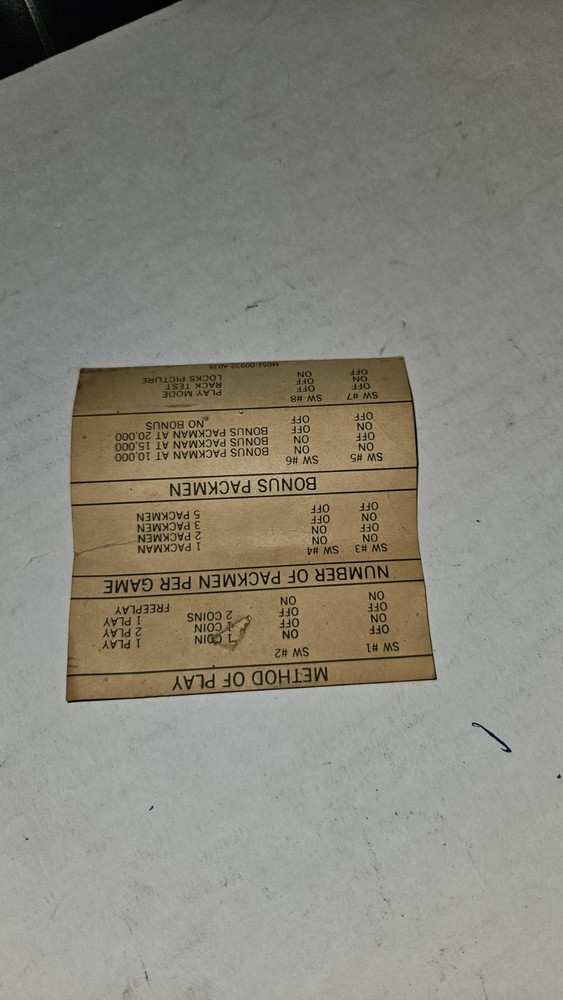 METHOD OF PLAY
SW #1 SW #2
OFF ON 1 COIN 1 PLAY
ON OFF 1 COIN 2 PLAY
OFF OFF 2 COINS 1 PLAY
ON ON FREEPLAY
NUMBER OF PACKMEN PER GAME
SW #3 SW #4
ON ON 1 PACKMAN
OFF ON 2 PACKMEN
ON OFF 3 PACKMEN
OFF OFF 5 PACKMEN
BONUS PACKMEN
SW #5 SW #6
ON ON BONUS PACKMAN AT 10,000
OFF ON BONUS PACKMAN AT 15,000
ON OFF BONUS PACKMAN AT 20,000
OFF OFF NO BONUS
SW #7 SW #8
OFF OFF PLAY MODE
ON OFF RACK TEST
OFF ON LOCKS PICTURE